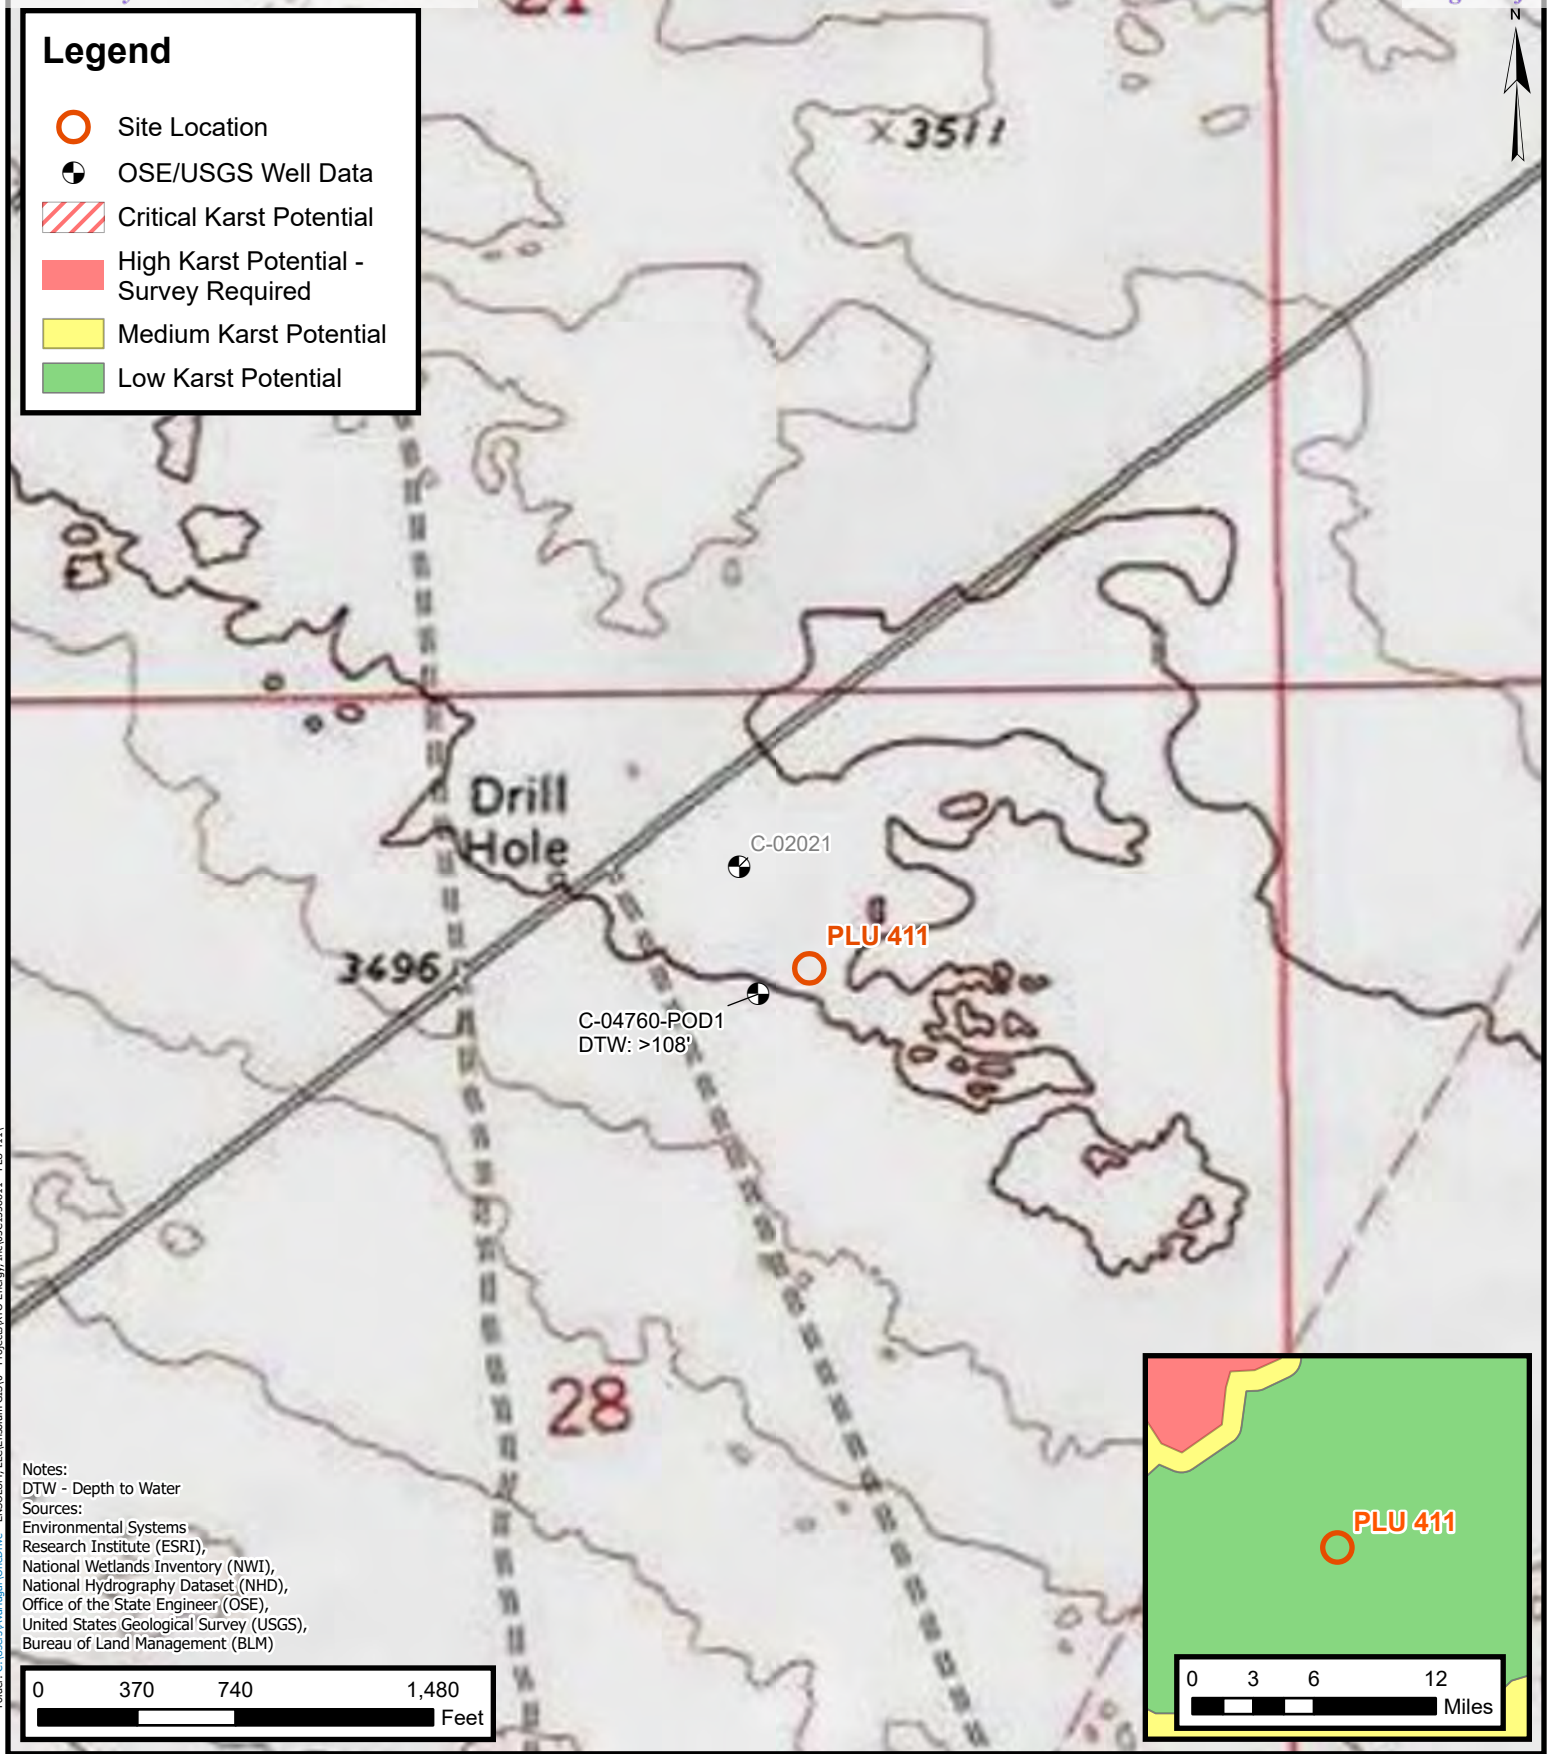 21
N
Legend
Site Location
OSE/USGS Well Data
Critical Karst Potential
High Karst Potential -
Survey Required
Medium Karst Potential
Low Karst Potential
×3511
Drill
Hole
C-02021
PLU 411
3496
C-04760-POD1
DTW: >108'
28
PLU 411
Notes:
DTW - Depth to Water
Sources:
Environmental Systems
Research Institute (ESRI),
National Wetlands Inventory (NWI),
National Hydrography Dataset (NHD),
Office of the State Engineer (OSE),
United States Geological Survey (USGS),
Bureau of Land Management (BLM)
0 370 740 1,480
Feet
0 3 6 12
Miles